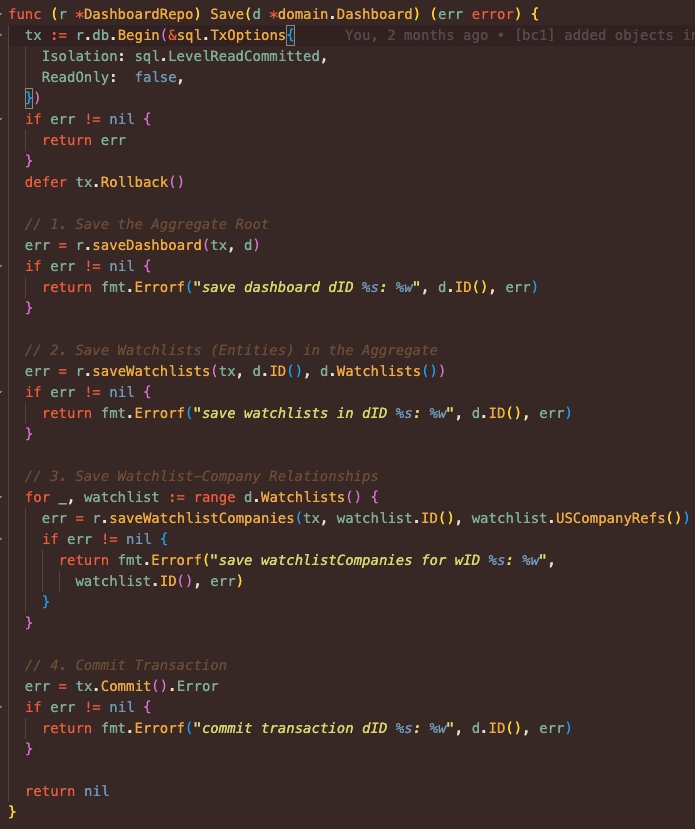 func (r *DashboardRepo) Save(d *domain.Dashboard) (err error) {
  tx := r.db.Begin(&sql.TxOptions{      You, 2 months ago • [bc1] added objects in
    Isolation: sql.LevelReadCommitted,
    ReadOnly:  false,
  })
  if err != nil {
    return err
  }
  defer tx.Rollback()

  // 1. Save the Aggregate Root
  err = r.saveDashboard(tx, d)
  if err != nil {
    return fmt.Errorf("save dashboard dID %s: %w", d.ID(), err)
  }

  // 2. Save Watchlists (Entities) in the Aggregate
  err = r.saveWatchlists(tx, d.ID(), d.Watchlists())
  if err != nil {
    return fmt.Errorf("save watchlists in dID %s: %w", d.ID(), err)
  }

  // 3. Save Watchlist-Company Relationships
  for _, watchlist := range d.Watchlists() {
    err = r.saveWatchlistCompanies(tx, watchlist.ID(), watchlist.USCompanyRefs())
    if err != nil {
      return fmt.Errorf("save watchlistCompanies for wID %s: %w",
        watchlist.ID(), err)
    }
  }

  // 4. Commit Transaction
  err = tx.Commit().Error
  if err != nil {
    return fmt.Errorf("commit transaction dID %s: %w", d.ID(), err)
  }

  return nil
}